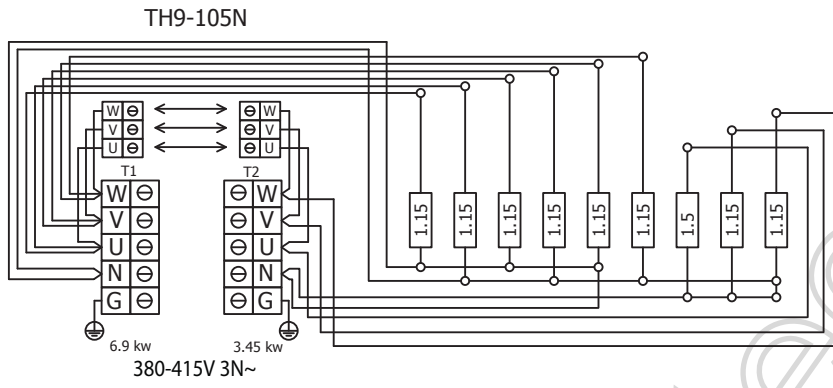 TH9-105N
W W
V V
U U
T1 T2
W W
V V
U U
N N
G G
1.15 1.15 1.15 1.15 1.15 1.15 1.5 1.15 1.15
6.9 kw 3.45 kw
380-415V 3N~